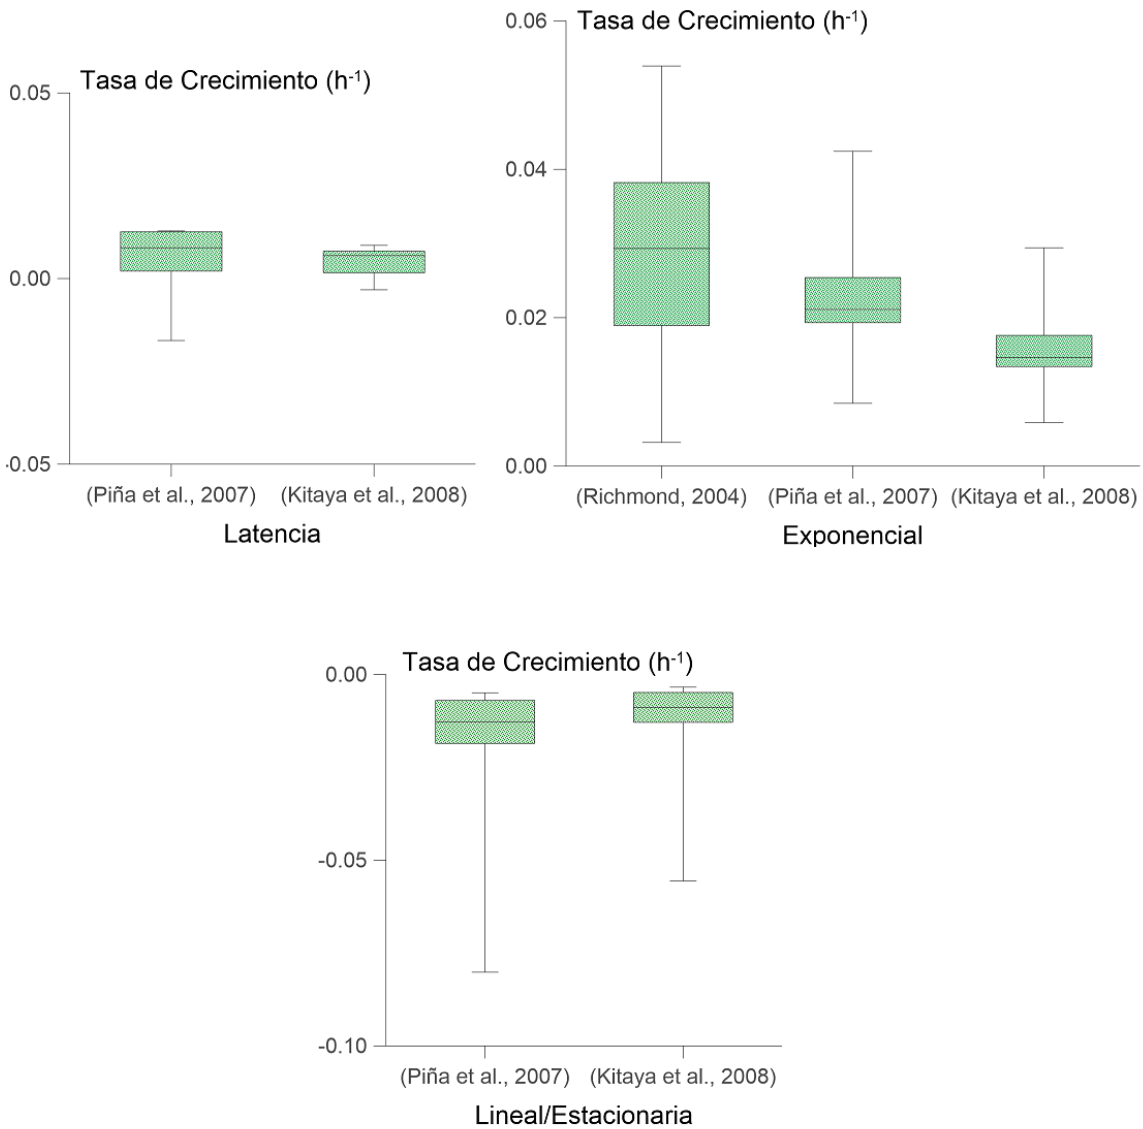 Tasa de Crecimiento (h-1)
0.05
0.00
-0.05
(Piña et al., 2007) (Kitaya et al., 2008)
Latencia
Tasa de Crecimiento (h-1)
0.06
0.04
0.02
0.00
(Richmond, 2004) (Piña et al., 2007) (Kitaya et al., 2008)
Exponencial
Tasa de Crecimiento (h-1)
0.00
-0.05
-0.10
(Piña et al., 2007) (Kitaya et al., 2008)
Lineal/Estacionaria